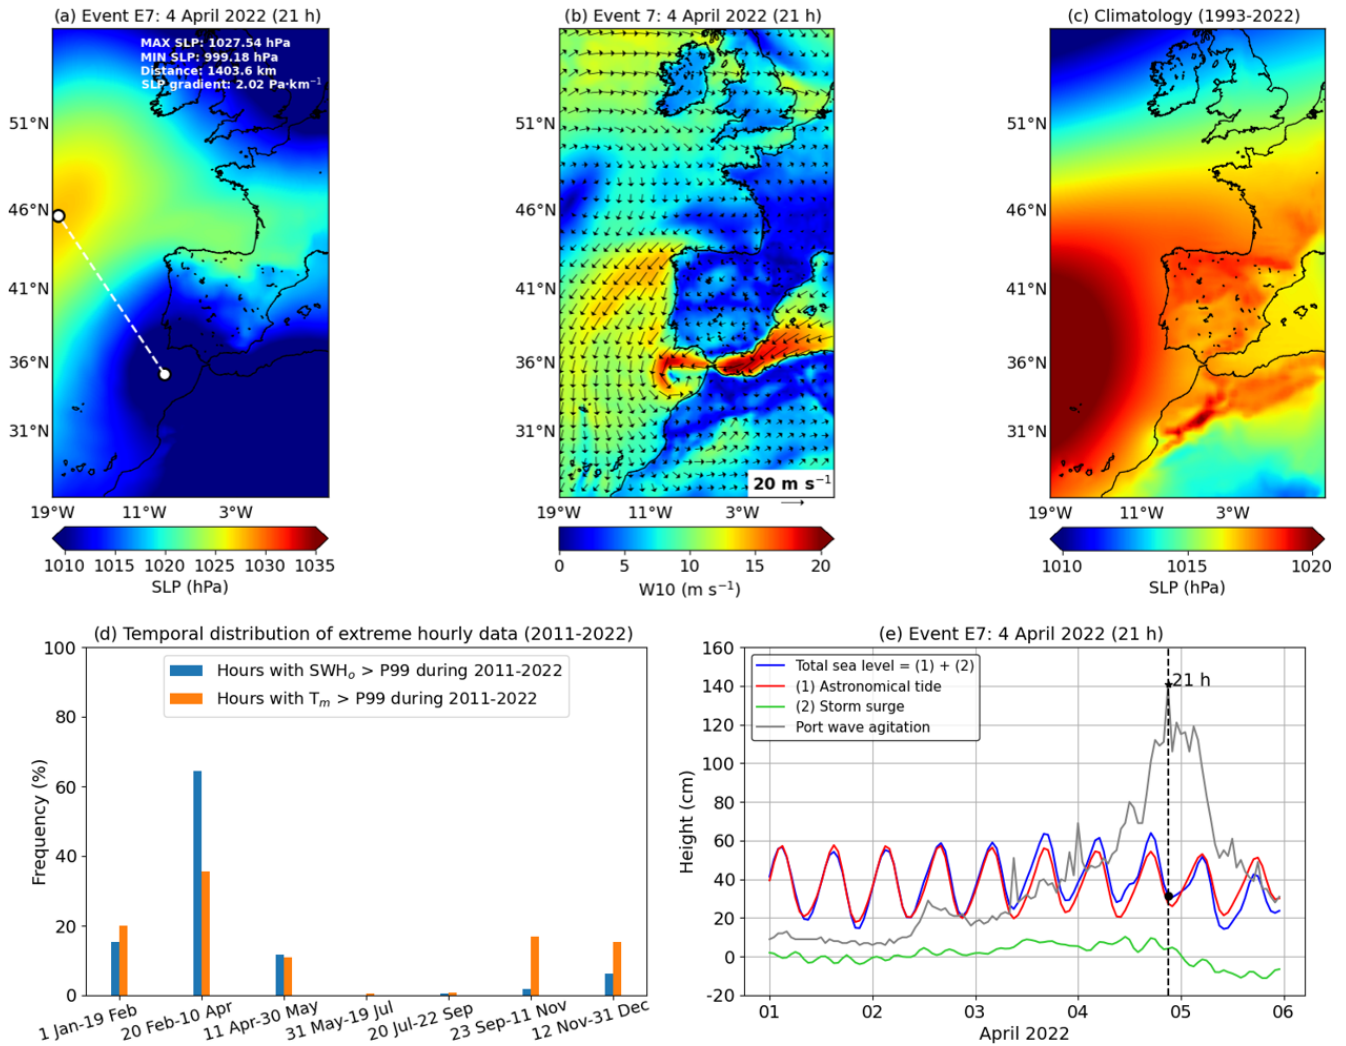 (a) Event E7: 4 April 2022 (21 h)
MAX SLP: 1027.54 hPa
MIN SLP: 999.18 hPa
Distance: 1403.6 km
SLP gradient: 2.02 Pa·km⁻¹
51°N
46°N
41°N
36°N
31°N
19°W 11°W 3°W
1010 1015 1020 1025 1030 1035
SLP (hPa)
(b) Event 7: 4 April 2022 (21 h)
51°N
46°N
41°N
36°N
31°N
20 m s⁻¹
19°W 11°W 3°W
0 5 10 15 20
W10 (m s⁻¹)
(c) Climatology (1993-2022)
51°N
46°N
41°N
36°N
31°N
19°W 11°W 3°W
1010 1015 1020
SLP (hPa)
(d) Temporal distribution of extreme hourly data (2011-2022)
Hours with SWHₒ > P99 during 2011-2022
Hours with Tₘ > P99 during 2011-2022
Frequency (%)
100
80
60
40
20
0
1 Jan-19 Feb
20 Feb-10 Apr
11 Apr-30 May
31 May-19 Jul
20 Jul-22 Sep
23 Sep-11 Nov
12 Nov-31 Dec
(e) Event E7: 4 April 2022 (21 h)
Total sea level = (1) + (2)
(1) Astronomical tide
(2) Storm surge
Port wave agitation
21 h
Height (cm)
160
140
120
100
80
60
40
20
0
-20
01 02 03 04 05 06
April 2022